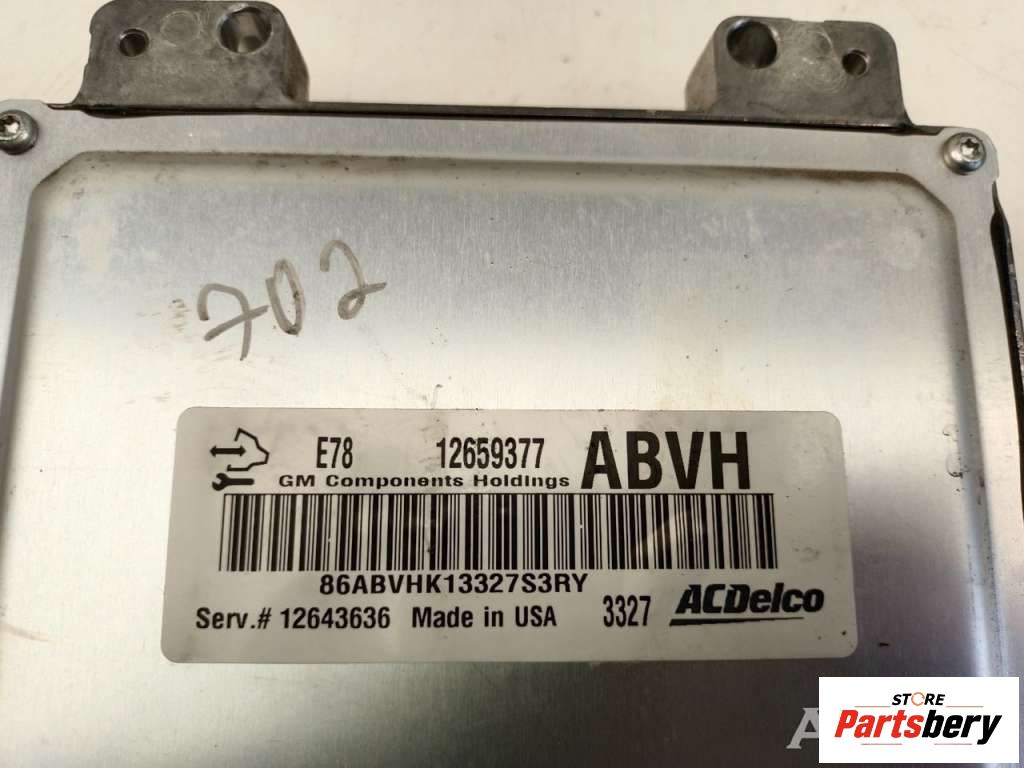 702
E78 12659377 ABVH
GM Components Holdings
86ABVHK13327S3RY
Serv.# 12643636 Made in USA 3327 ACDelco
STORE
Partsbery